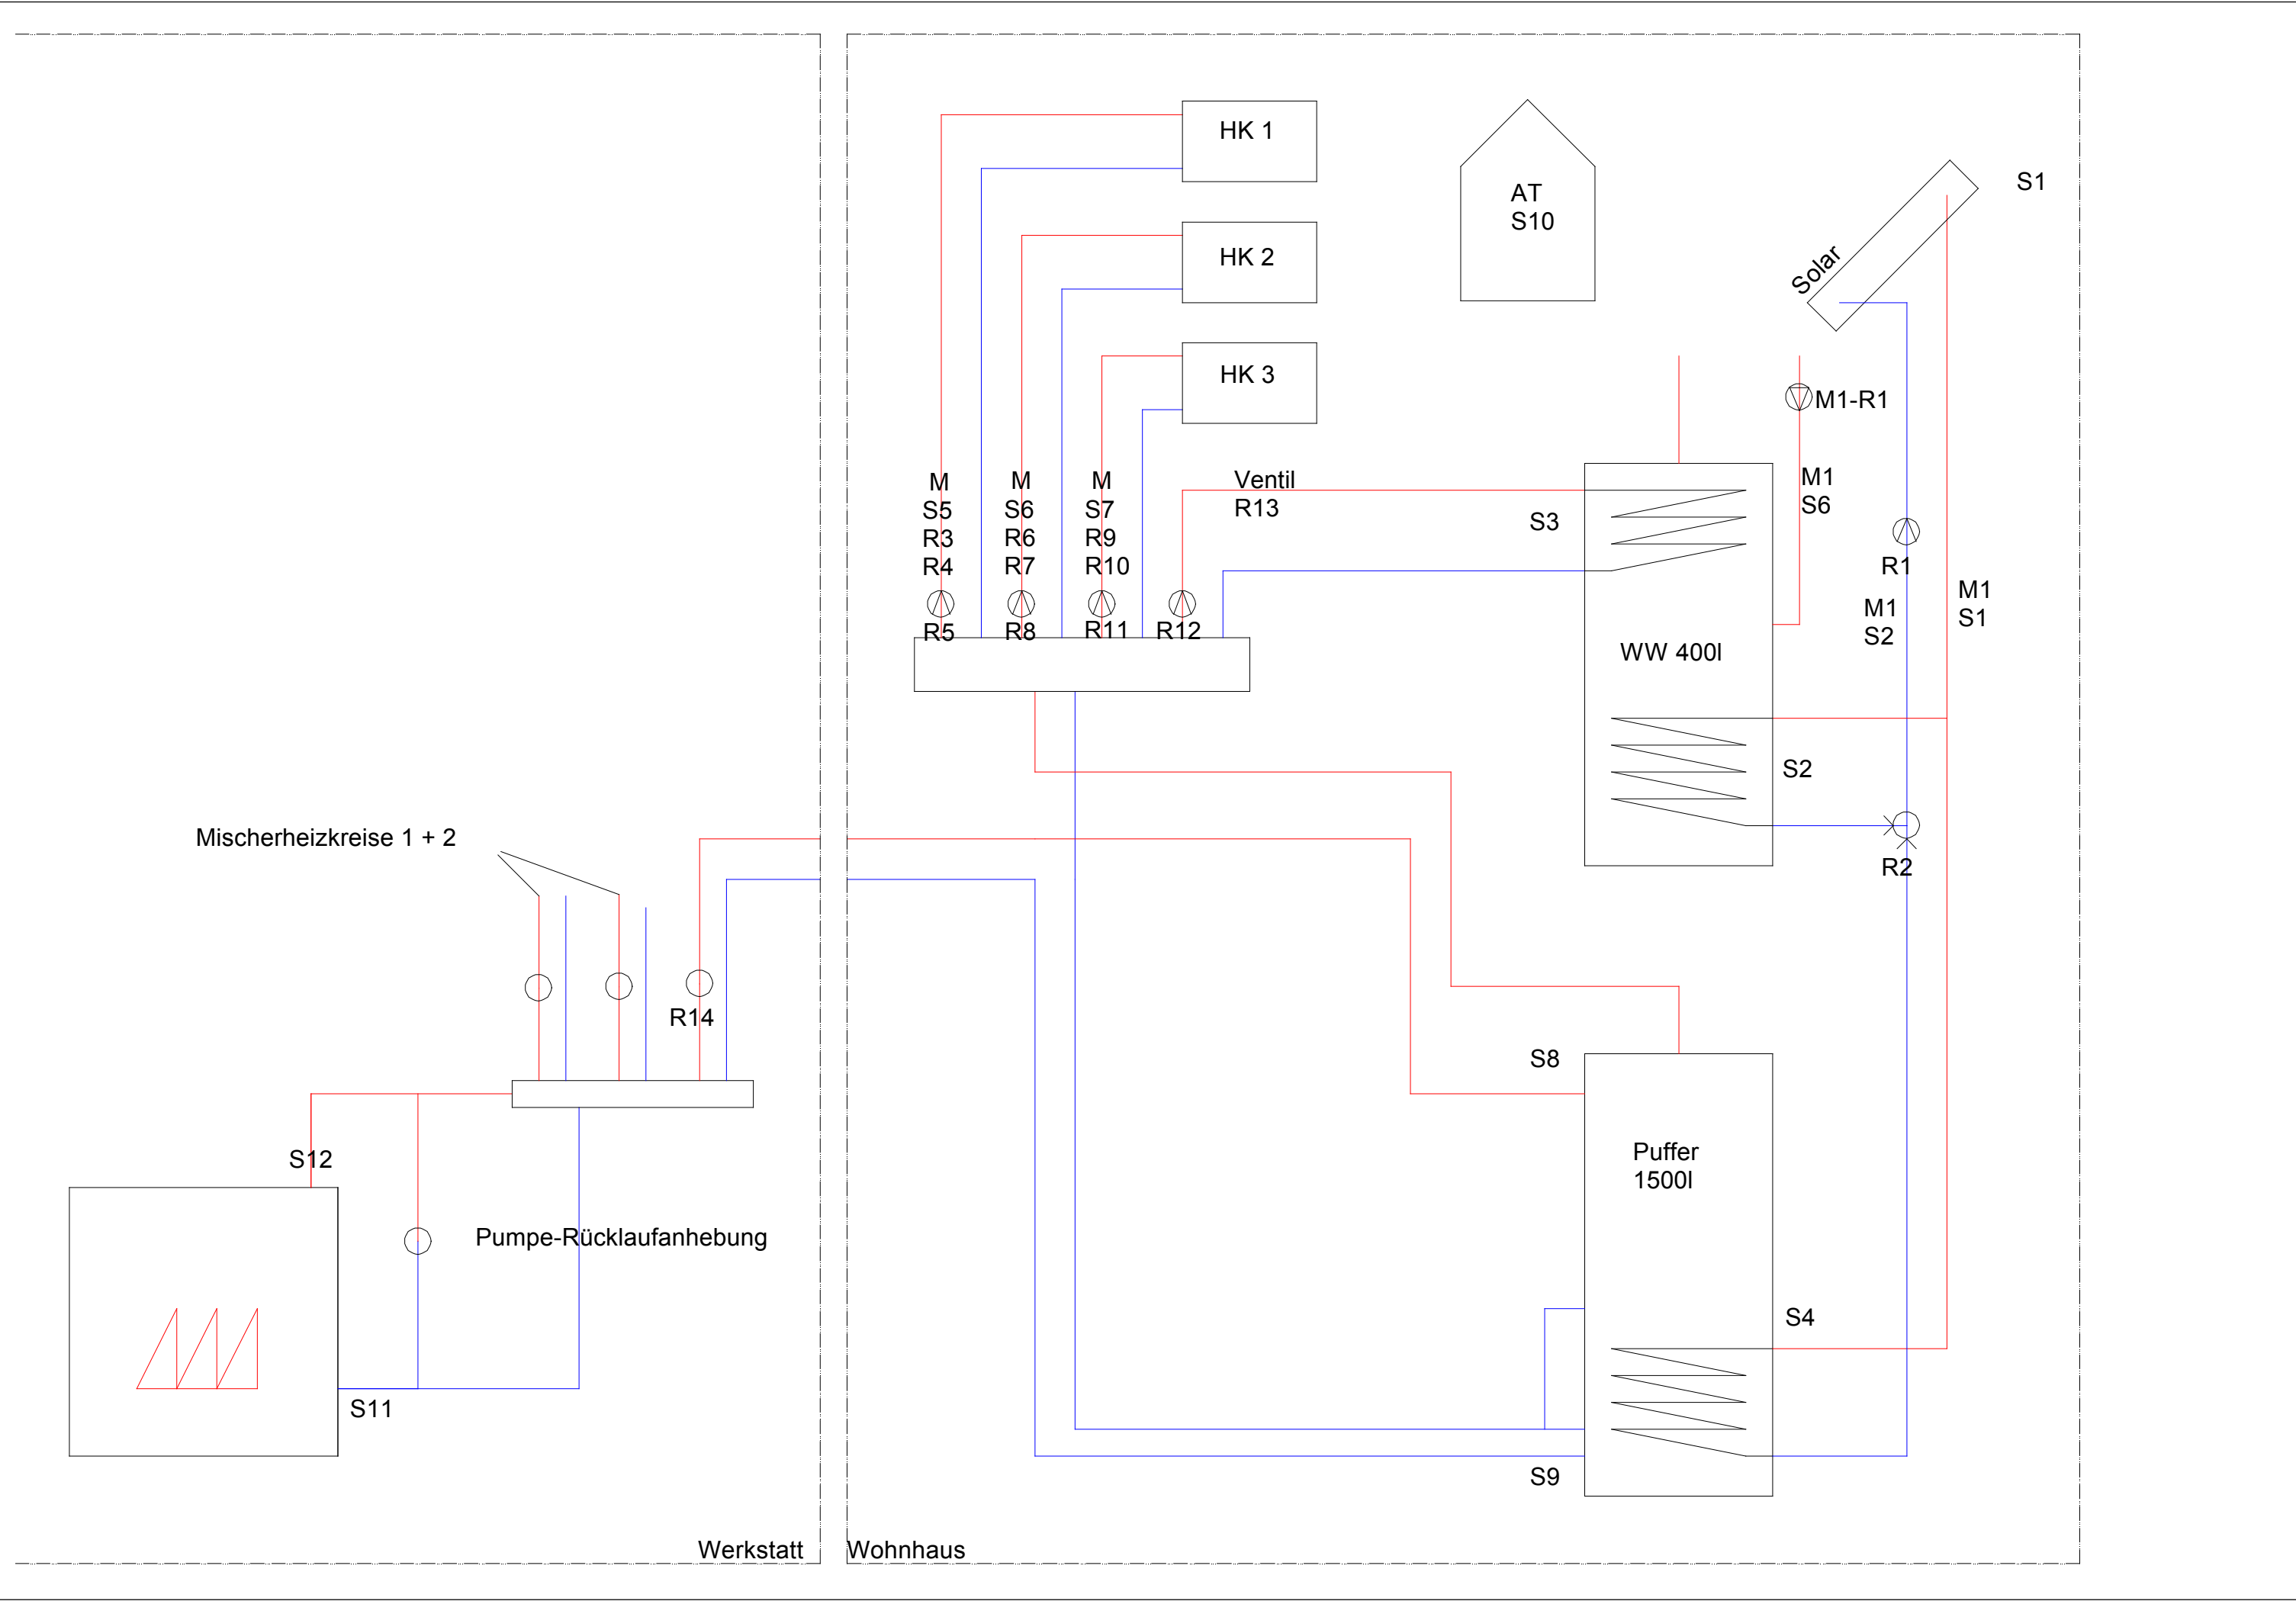 HK 1
HK 2
HK 3
AT
S10
Solar
S1
M1-R1
M
S5
R3
R4
R5
M
S6
R6
R7
R8
M
S7
R9
R10
R11
R12
Ventil
R13
S3
M1
S6
R1
M1
S2
M1
S1
WW 400l
S2
R2
Mischerheizkreise 1 + 2
R14
S12
Pumpe-Rücklaufanhebung
S11
S8
Puffer
1500l
S4
S9
Werkstatt
Wohnhaus